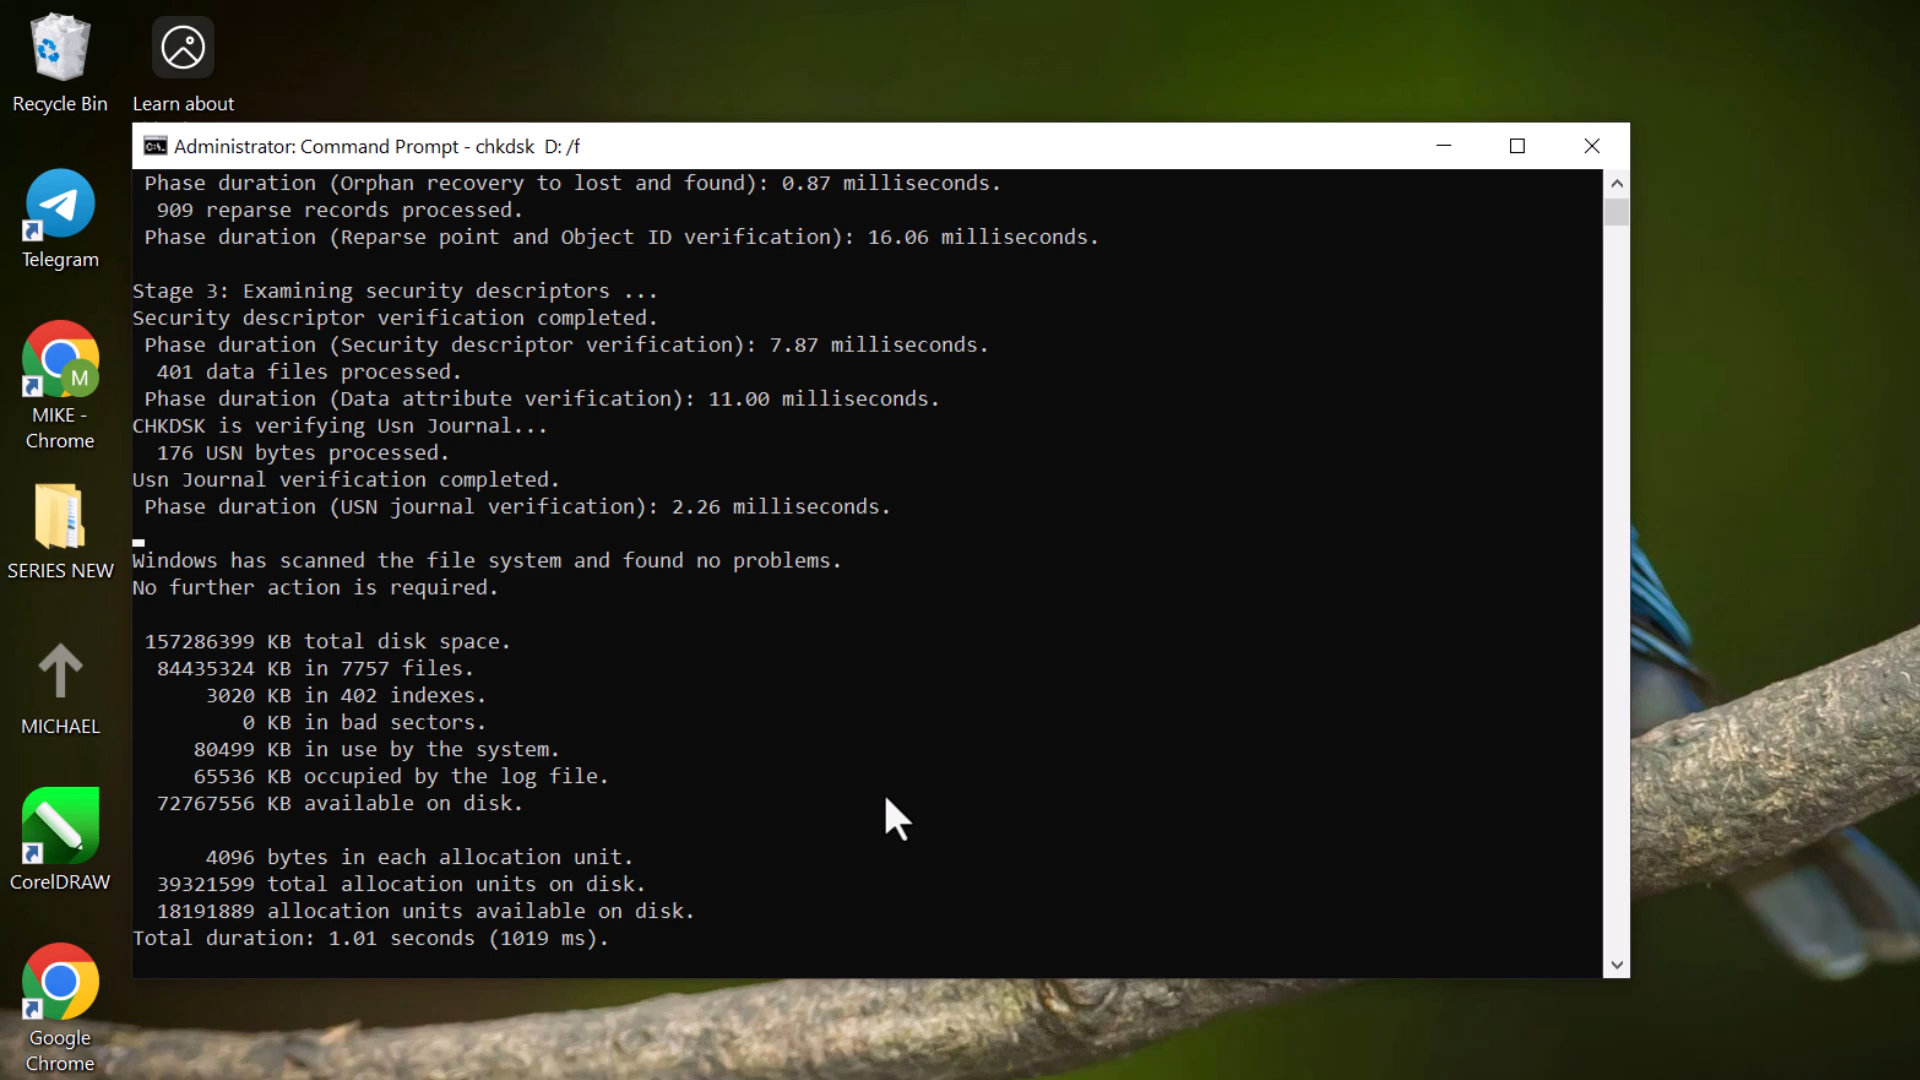 Recycle Bin
Learn about
Administrator: Command Prompt - chkdsk  D: /f
Phase duration (Orphan recovery to lost and found): 0.87 milliseconds.
909 reparse records processed.
Phase duration (Reparse point and Object ID verification): 16.06 milliseconds.
Stage 3: Examining security descriptors ...
Security descriptor verification completed.
Phase duration (Security descriptor verification): 7.87 milliseconds.
401 data files processed.
Phase duration (Data attribute verification): 11.00 milliseconds.
CHKDSK is verifying Usn Journal...
176 USN bytes processed.
Usn Journal verification completed.
Phase duration (USN journal verification): 2.26 milliseconds.
Windows has scanned the file system and found no problems.
No further action is required.
157286399 KB total disk space.
84435324 KB in 7757 files.
3020 KB in 402 indexes.
0 KB in bad sectors.
80499 KB in use by the system.
65536 KB occupied by the log file.
72767556 KB available on disk.
4096 bytes in each allocation unit.
39321599 total allocation units on disk.
18191889 allocation units available on disk.
Total duration: 1.01 seconds (1019 ms).
Telegram
M
MIKE -
Chrome
SERIES NEW
MICHAEL
CorelDRAW
Google
Chrome